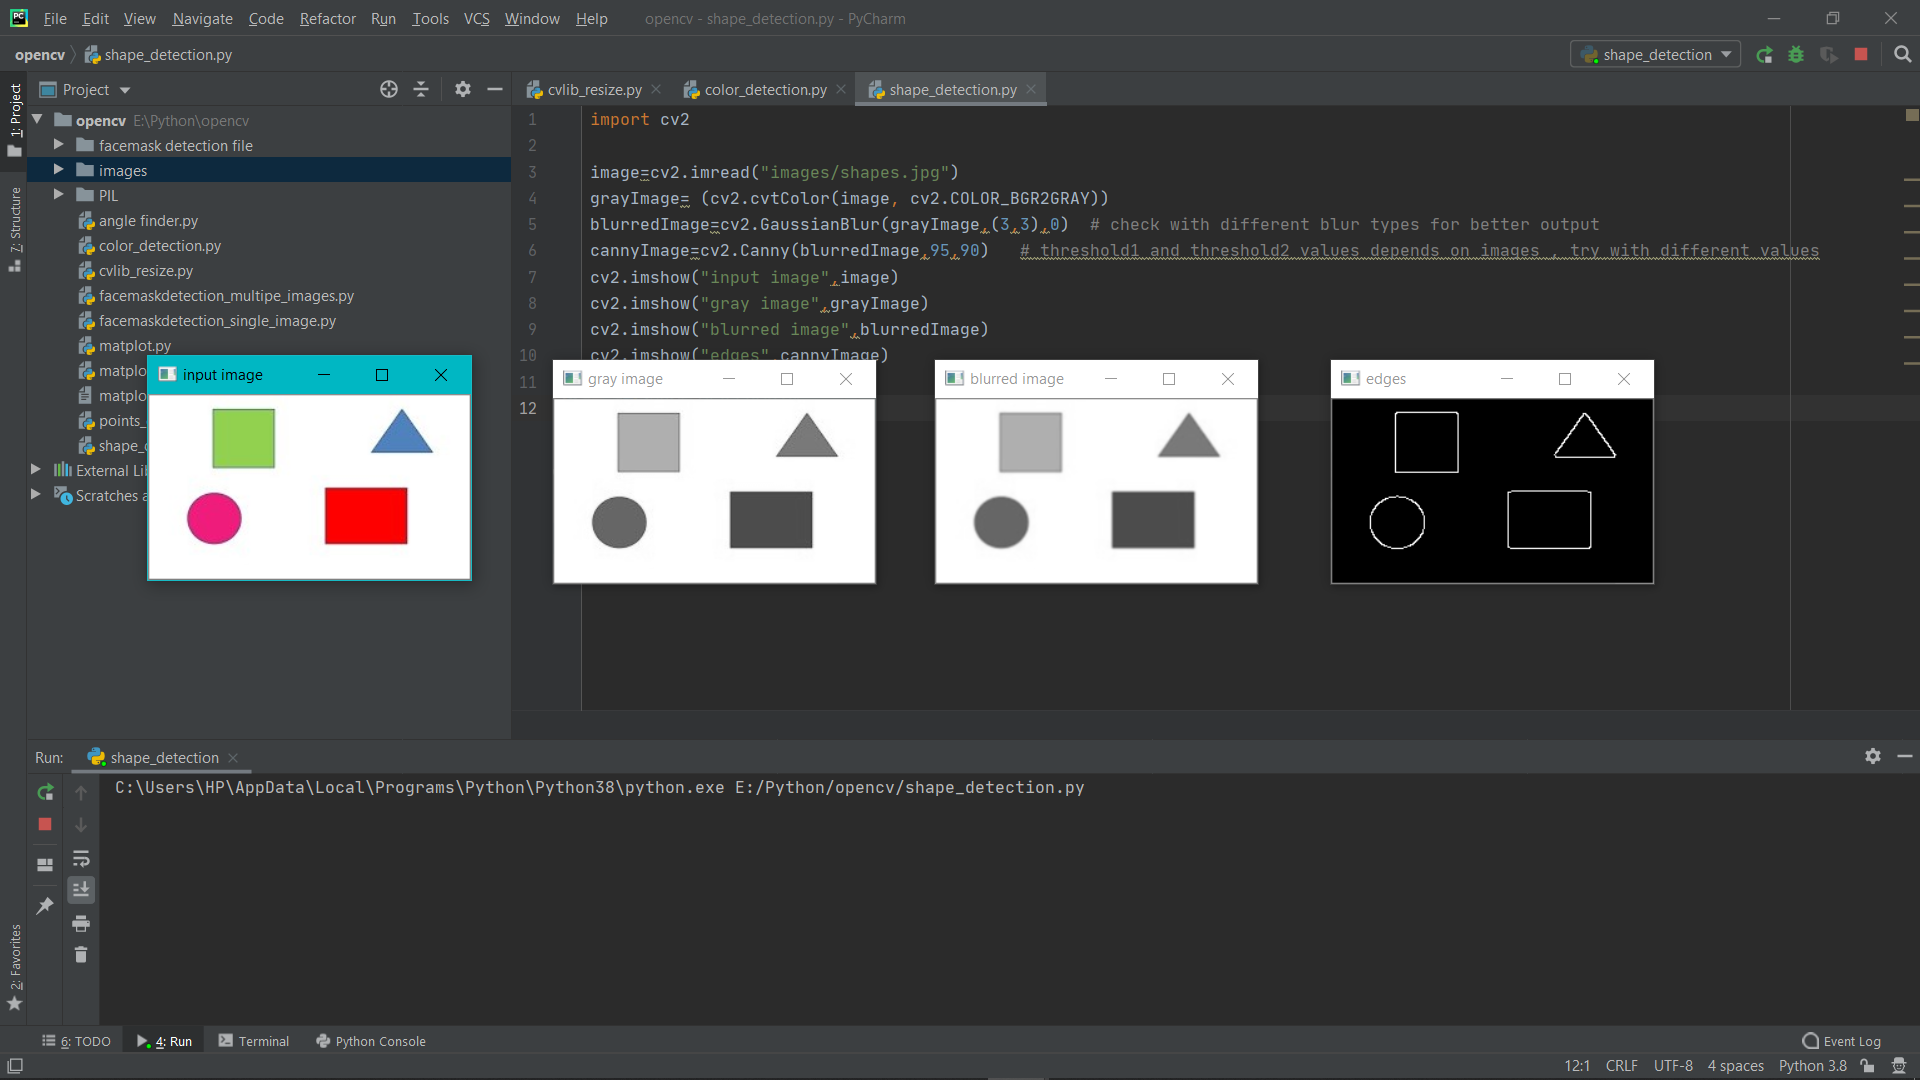 File Edit View Navigate Code Refactor Run Tools VCS Window Help opencv - shape_detection.py - PyCharm
opencv shape_detection.py shape_detection
1: Project
7: Structure
2: Favorites
Project
opencv E:\Python\opencv
facemask detection file
images
PIL
angle finder.py
color_detection.py
cvlib_resize.py
facemaskdetection_multipe_images.py
facemaskdetection_single_image.py
matplot.py
matplo
matplo
points_
shape_
External Lib
Scratches a
cvlib_resize.py color_detection.py shape_detection.py
1 import cv2
2
3 image=cv2.imread("images/shapes.jpg")
4 grayImage= (cv2.cvtColor(image, cv2.COLOR_BGR2GRAY))
5 blurredImage=cv2.GaussianBlur(grayImage,(3,3),0) # check with different blur types for better output
6 cannyImage=cv2.Canny(blurredImage,95,90) # threshold1 and threshold2 values depends on images , try with different values
7 cv2.imshow("input image",image)
8 cv2.imshow("gray image",grayImage)
9 cv2.imshow("blurred image",blurredImage)
10 cv2.imshow("edges",cannyImage)
11
12
input image
gray image
blurred image
edges
Run: shape_detection
C:\Users\HP\AppData\Local\Programs\Python\Python38\python.exe E:/Python/opencv/shape_detection.py
6: TODO 4: Run Terminal Python Console Event Log
12:1 CRLF UTF-8 4 spaces Python 3.8